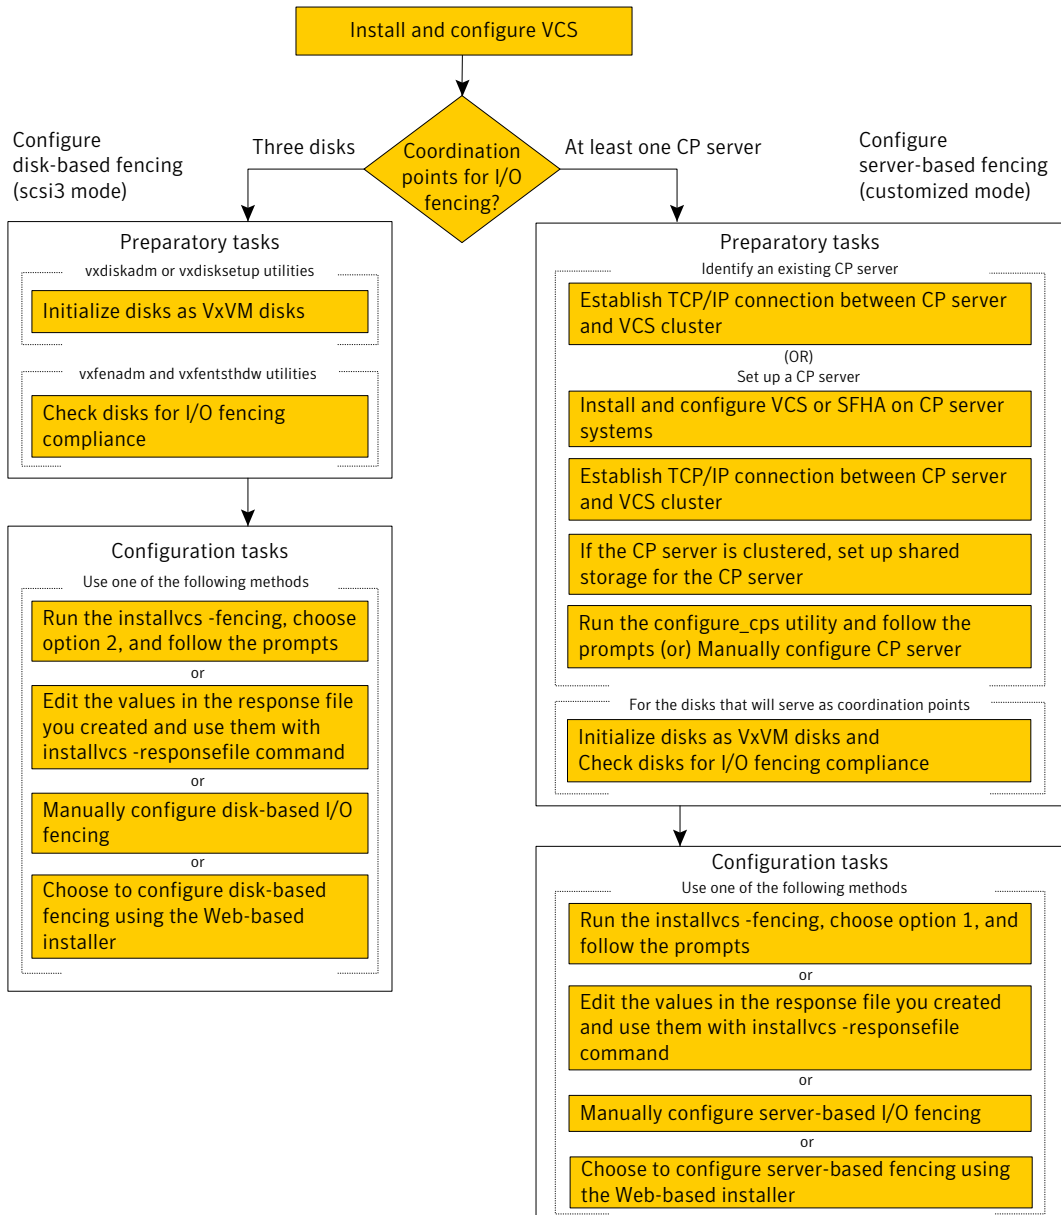 Install and configure VCS
Configure
disk-based fencing
(scsi3 mode)
Three disks
Coordination
points for I/O
fencing?
At least one CP server
Configure
server-based fencing
(customized mode)
Preparatory tasks
vxdiskadm or vxdisksetup utilities
Initialize disks as VxVM disks
vxfenadm and vxfentsthdw utilities
Check disks for I/O fencing
compliance
Configuration tasks
Use one of the following methods
Run the installvcs -fencing, choose
option 2, and follow the prompts
or
Edit the values in the response file
you created and use them with
installvcs -responsefile command
or
Manually configure disk-based I/O
fencing
or
Choose to configure disk-based
fencing using the Web-based
installer
Preparatory tasks
Identify an existing CP server
Establish TCP/IP connection between CP server
and VCS cluster
(OR)
Set up a CP server
Install and configure VCS or SFHA on CP server
systems
Establish TCP/IP connection between CP server
and VCS cluster
If the CP server is clustered, set up shared
storage for the CP server
Run the configure_cps utility and follow the
prompts (or) Manually configure CP server
For the disks that will serve as coordination points
Initialize disks as VxVM disks and
Check disks for I/O fencing compliance
Configuration tasks
Use one of the following methods
Run the installvcs -fencing, choose option 1, and
follow the prompts
or
Edit the values in the response file you created
and use them with installvcs -responsefile
command
or
Manually configure server-based I/O fencing
or
Choose to configure server-based fencing using
the Web-based installer